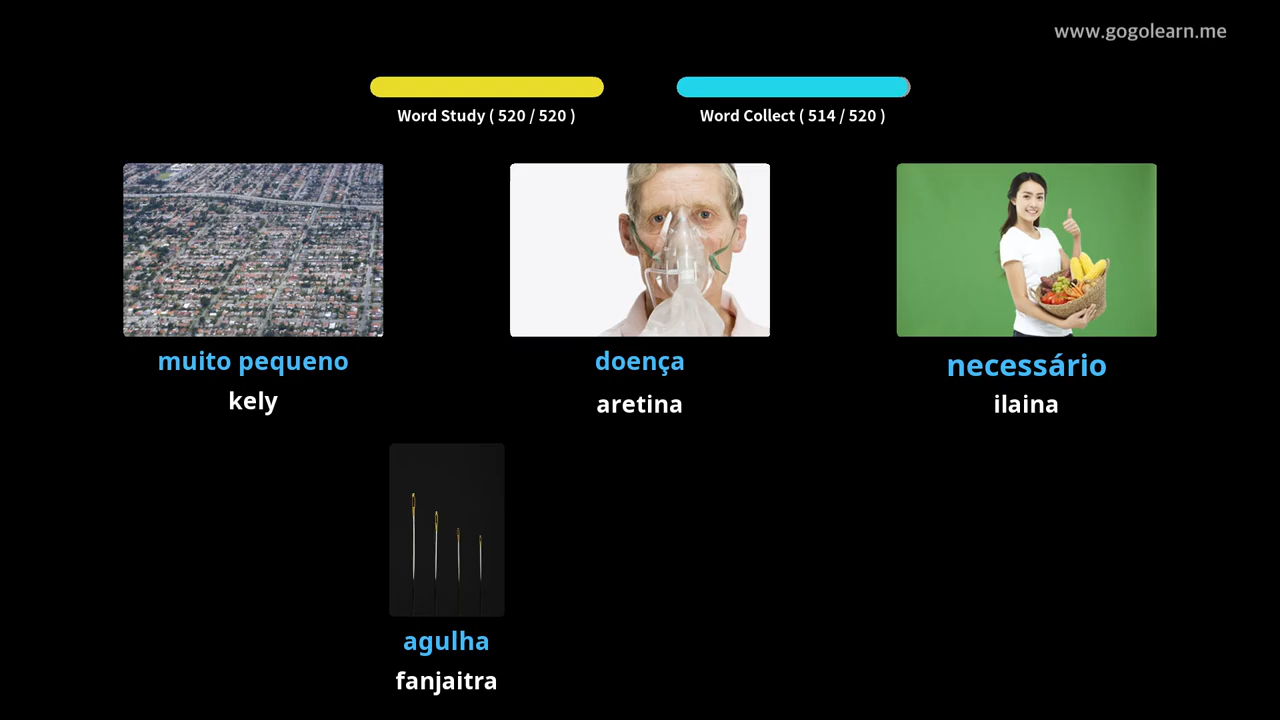 www.gogolearn.me
Word Study ( 520 / 520 )
Word Collect ( 514 / 520 )
muito pequeno
kely
doença
aretina
necessário
ilaina
agulha
fanjaitra